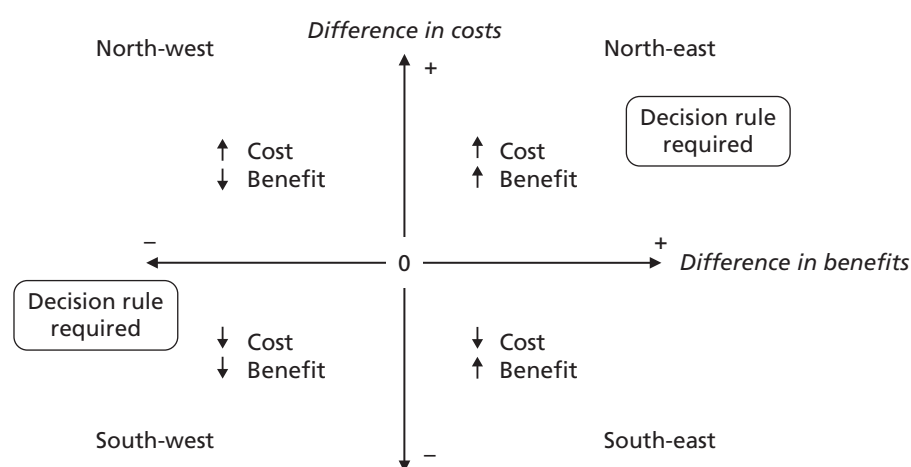 Difference in costs
North-west
North-east
+
Decision rule
required
↑ Cost
↓ Benefit
↑ Cost
↑ Benefit
–
0
+
Difference in benefits
Decision rule
required
↓ Cost
↓ Benefit
↓ Cost
↑ Benefit
South-west
South-east
–